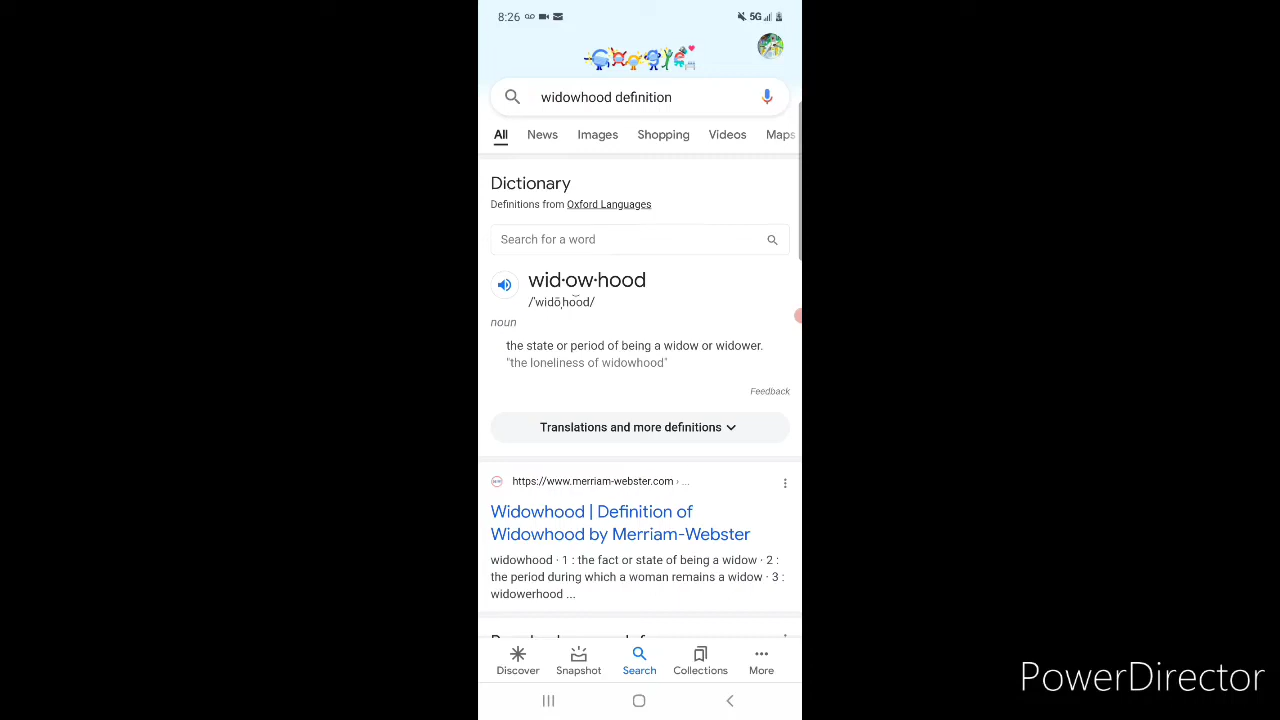 8:26
5G
Google
widowhood definition
All News Images Shopping Videos Maps
Dictionary
Definitions from Oxford Languages
Search for a word
wid·ow·hood
/ˈwidōˌho͝od/
noun
the state or period of being a widow or widower.
"the loneliness of widowhood"
Feedback
Translations and more definitions
https://www.merriam-webster.com › ...
Widowhood | Definition of
Widowhood by Merriam-Webster
widowhood · 1 : the fact or state of being a widow · 2 :
the period during which a woman remains a widow · 3 :
widowerhood ...
Discover Snapshot Search Collections More
PowerDirector